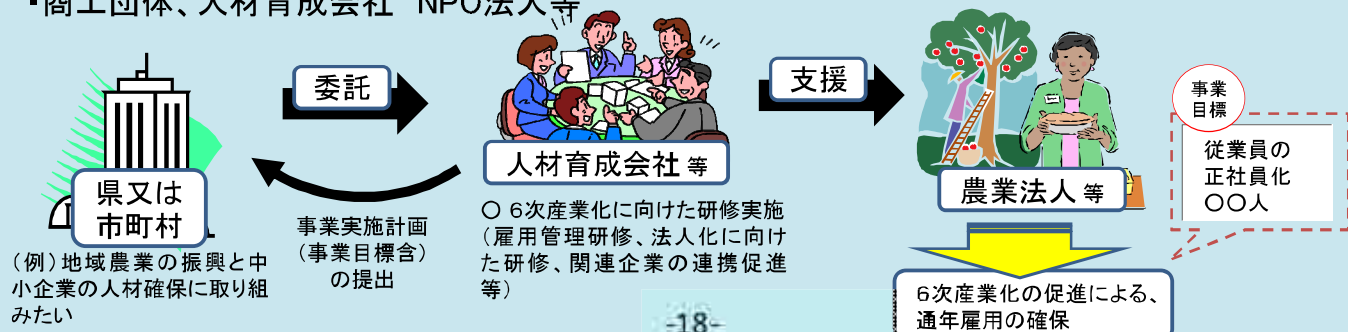 ・商工団体、人材育成会社 NPO法人等
委託
支援
事業
目標
従業員の
正社員化
〇〇人
人材育成会社 等
県又は
市町村
農業法人 等
事業実施計画
（事業目標含）
の提出
〇 6次産業化に向けた研修実施
（雇用管理研修、法人化に向け
た研修、関連企業の連携促進
等）
（例）地域農業の振興と中
小企業の人材確保に取り組
みたい
6次産業化の促進による、
通年雇用の確保
-18-